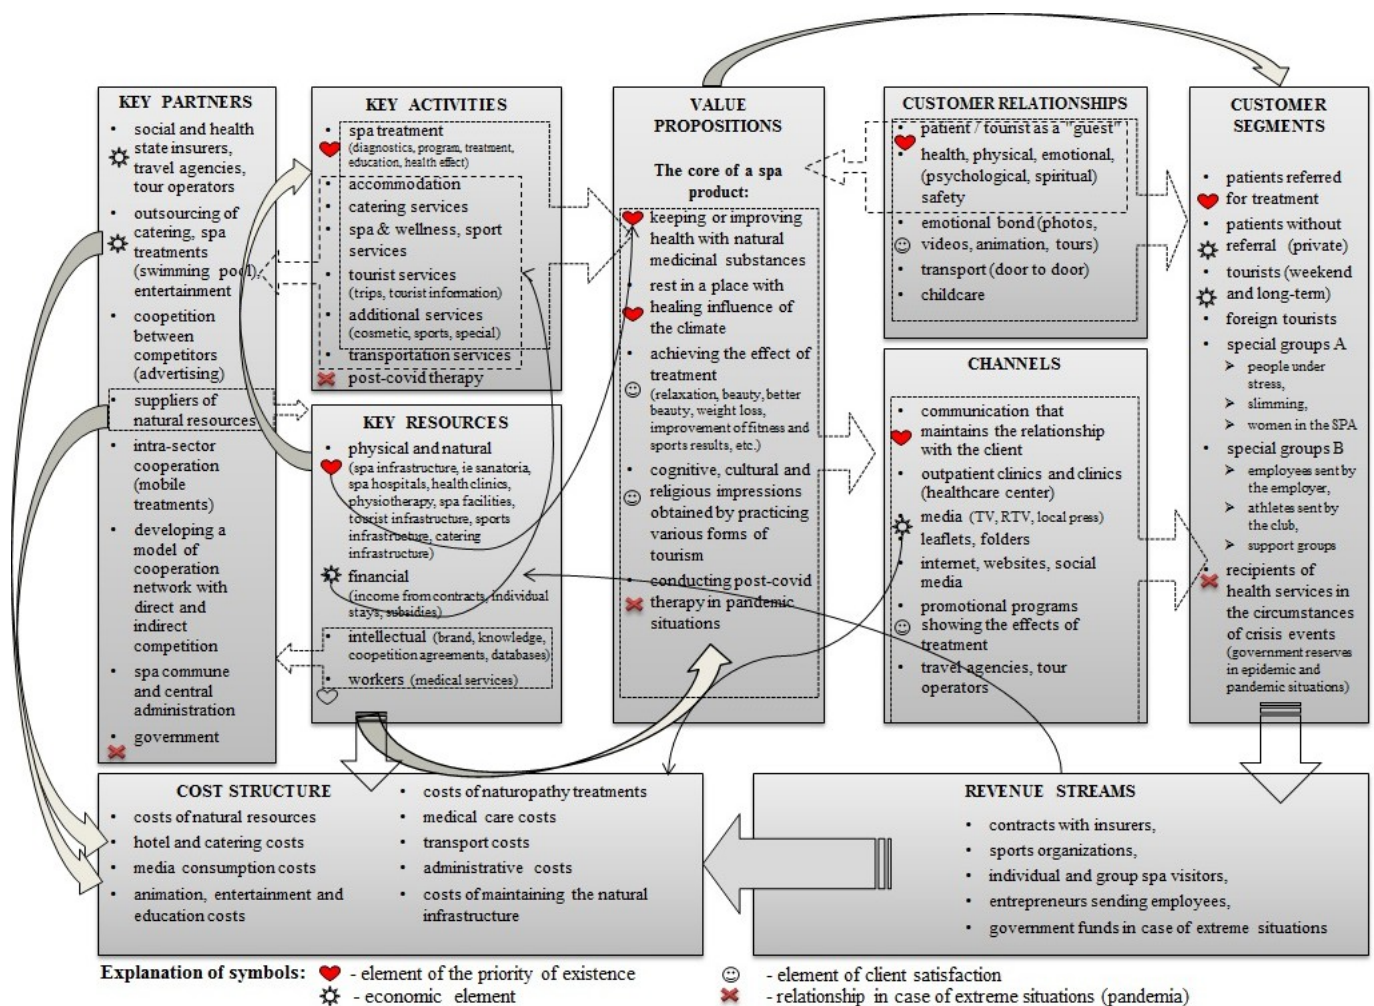 KEY PARTNERS
• social and health
state insurers,
travel agencies,
tour operators
• outsourcing of
catering, spa
treatments
(swimming pool),
entertainment
• coopetition
between
competitors
(advertising)
• suppliers of
natural resources
• intra-sector
cooperation
(mobile
treatments)
• developing a
model of
cooperation
network with
direct and
indirect
competition
• spa commune
and central
administration
• government
KEY ACTIVITIES
• spa treatment
(diagnostics, program, treatment,
education, health effect)
• accommodation
• catering services
• spa & wellness, sport
services
• tourist services
(trips, tourist information)
• additional services
(cosmetic, sports, special)
• transportation services
• post-covid therapy
KEY RESOURCES
• physical and natural
(spa infrastructure, ie sanatoria,
spa hospitals, health clinics,
physiotherapy, spa facilities,
tourist infrastructure, sports
infrastructure, catering
infrastructure)
• financial
(income from contracts, individual
stays, subsidies)
• intellectual (brand, knowledge,
coopetition agreements, databases)
• workers (medical services)
VALUE
PROPOSITIONS
The core of a spa
product:
• keeping or improving
health with natural
medicinal substances
• rest in a place with
healing influence of
the climate
• achieving the effect of
treatment
(relaxation, beauty, better
beauty, weight loss,
improvement of fitness and
sports results, etc.)
• cognitive, cultural and
religious impressions
obtained by practicing
various forms of
tourism
• conducting post-covid
therapy in pandemic
situations
CUSTOMER RELATIONSHIPS
• patient / tourist as a "guest"
• health, physical, emotional,
(psychological, spiritual)
safety
• emotional bond (photos,
videos, animation, tours)
• transport (door to door)
• childcare
CHANNELS
• communication that
maintains the relationship
with the client
• outpatient clinics and clinics
(healthcare center)
• media (TV, RTV, local press)
• leaflets, folders
• internet, websites, social
media
• promotional programs
showing the effects of
treatment
• travel agencies, tour
operators
CUSTOMER
SEGMENTS
• patients referred
for treatment
• patients without
referral (private)
• tourists (weekend
and long-term)
• foreign tourists
• special groups A
➢ people under
stress,
➢ slimming,
➢ women in the SPA
• special groups B
➢ employees sent by
the employer,
➢ athletes sent by
the club,
➢ support groups
• recipients of
health services in
the circumstances
of crisis events
(government reserves
in epidemic and
pandemic situations)
COST STRUCTURE
• costs of natural resources
• hotel and catering costs
• media consumption costs
• animation, entertainment and
education costs
• costs of naturopathy treatments
• medical care costs
• transport costs
• administrative costs
• costs of maintaining the natural
infrastructure
REVENUE STREAMS
• contracts with insurers,
• sports organizations,
• individual and group spa visitors,
• entrepreneurs sending employees,
• government funds in case of extreme situations
Explanation of symbols: - element of the priority of existence
- economic element
- element of client satisfaction
- relationship in case of extreme situations (pandemia)